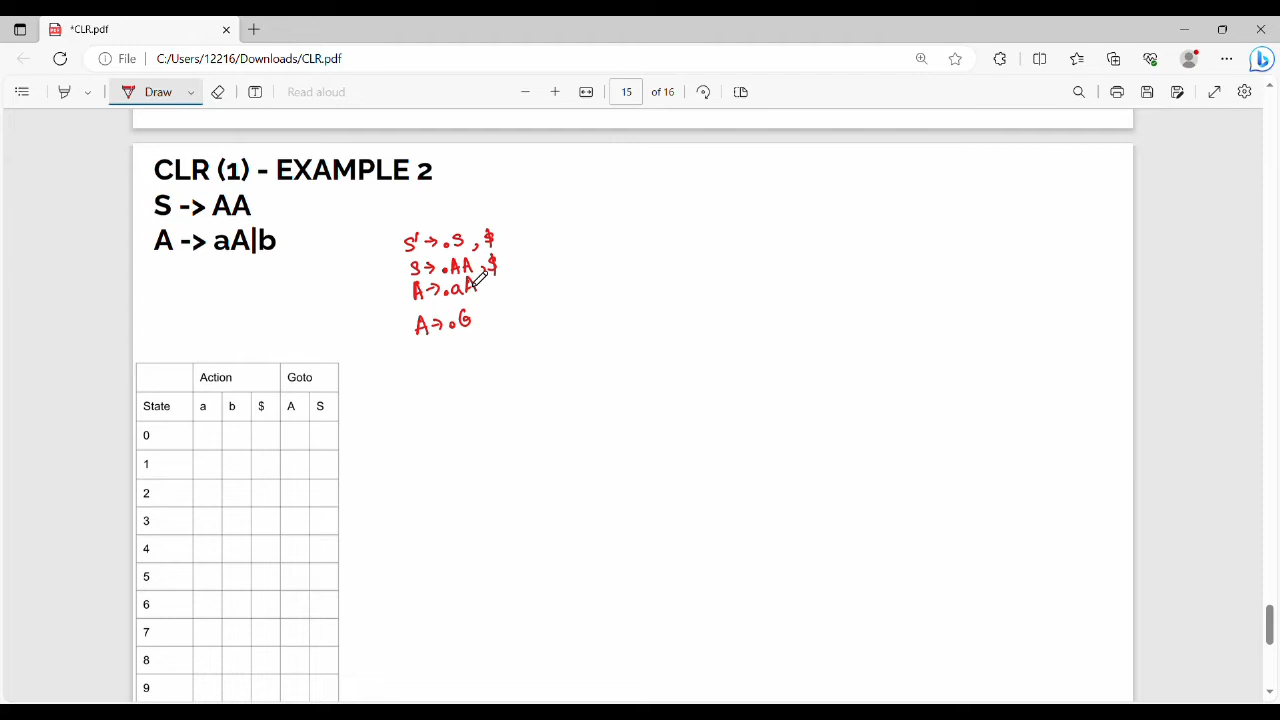 *CLR.pdf
File C:/Users/12216/Downloads/CLR.pdf
Draw Read aloud 15 of 16
CLR (1) - EXAMPLE 2
S -> AA
A -> aA|b
S' → .S , $
S → .AA , $
A → .aA
A → .b
Action Goto
State a b $ A S
0
1
2
3
4
5
6
7
8
9